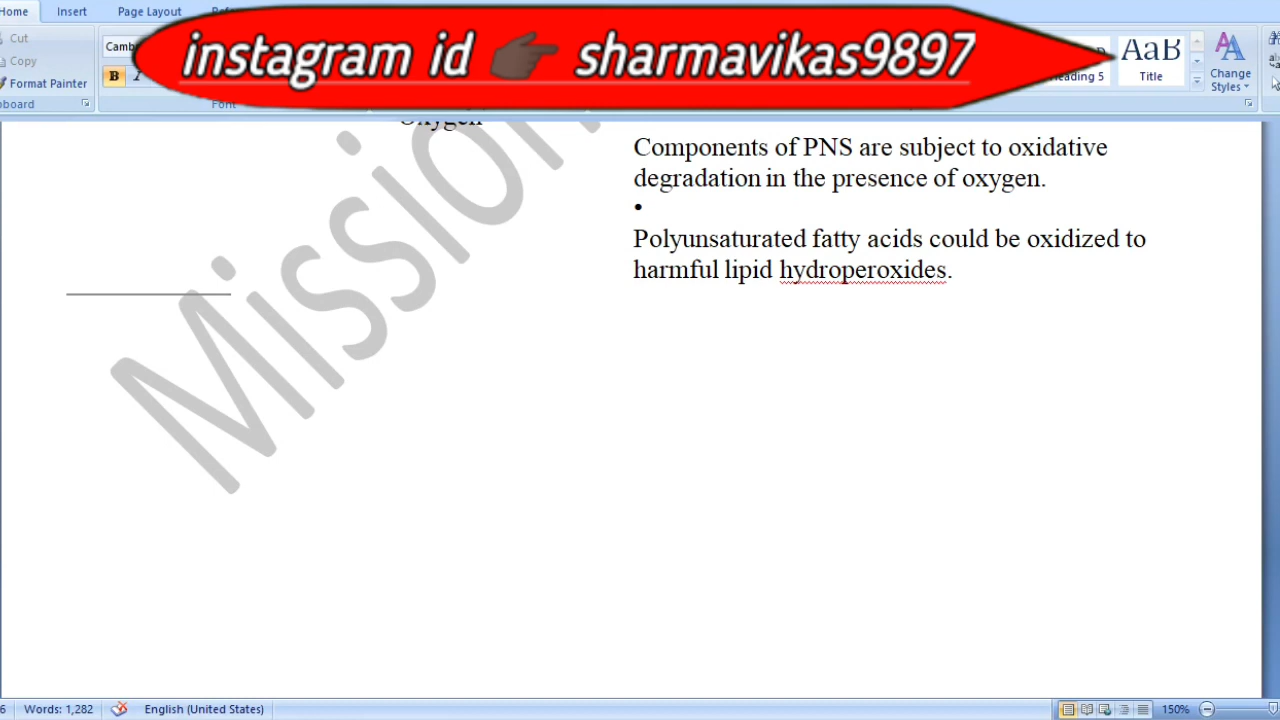 Home Insert Page Layout
Cut
Copy
Format Painter
B
Font
instagram id 👉🏿 sharmavikas9897
AaB
Title
Change
Styles
Oxygen
Components of PNS are subject to oxidative
degradation in the presence of oxygen.
•
Polyunsaturated fatty acids could be oxidized to
harmful lipid hydroperoxides.
Mission
Words: 1,282 English (United States) 150%